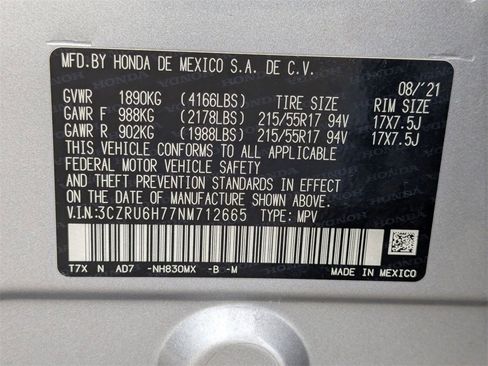 MFD.BY HONDA DE MEXICO S.A. DE C.V.
08/'21
GVWR 1890KG (4166LBS) TIRE SIZE RIM SIZE
GAWR F 988KG (2178LBS) 215/55R17 94V 17X7.5J
GAWR R 902KG (1988LBS) 215/55R17 94V 17X7.5J
THIS VEHICLE CONFORMS TO ALL APPLICABLE
FEDERAL MOTOR VEHICLE SAFETY
AND THEFT PREVENTION STANDARDS IN EFFECT
ON THE DATE OF MANUFACTURE SHOWN ABOVE.
V.I.N:3CZRU6H77NM712665 TYPE: MPV
T7X N AD7 -NH830MX -B -M
MADE IN MEXICO